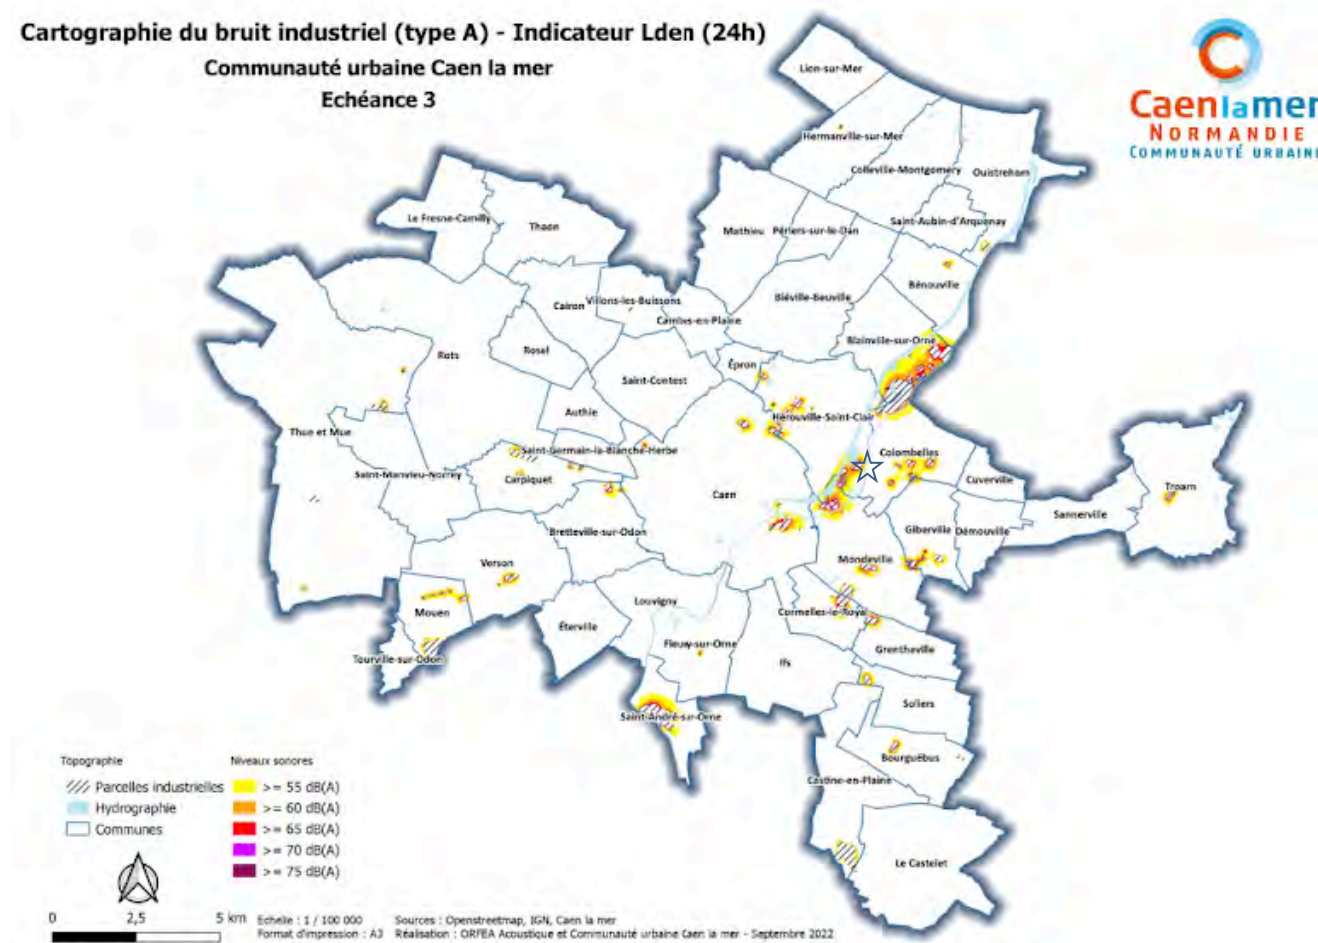 Cartographie du bruit industriel (type A) - Indicateur Lden (24h)
Communauté urbaine Caen la mer
Echéance 3
Caenlamer
NORMANDIE
COMMUNAUTÉ URBAINE
Lion-sur-Mer
Hermanville-sur-Mer
Colleville-Montgomery
Ouistreham
Le Fresne-Camilly
Thaon
Mathieu
Périers-sur-le-Dan
Saint-Aubin-d'Arquenay
Bénouville
Cairon
Villons-les-Buissons
Biéville-Beuville
Cambes-en-Plaine
Blainville-sur-Orne
Rots
Rosel
Épron
Saint-Contest
Authie
Hérouville-Saint-Clair
Thue et Mue
Saint-Germain-la-Blanche-Herbe
Colombelles
Saint-Manvieu-Norrey
Carpiquet
Caen
Cuverville
Troarn
Sannerville
Bretteville-sur-Odon
Giberville
Démouville
Verson
Mondeville
Louvigny
Mouen
Cormelles-le-Royal
Éterville
Fleury-sur-Orne
Grentheville
Tourville-sur-Odon
Ifs
Soliers
Saint-André-sur-Orne
Bourguébus
Castine-en-Plaine
Le Castelet
Topographie
Parcelles industrielles
Hydrographie
Communes
Niveaux sonores
>= 55 dB(A)
>= 60 dB(A)
>= 65 dB(A)
>= 70 dB(A)
>= 75 dB(A)
0 2,5 5 km
Echelle : 1 / 100 000 Sources : Openstreetmap, IGN, Caen la mer
Format d'impression : A3 Réalisation : ORFEA Acoustique et Communauté urbaine Caen la mer - Septembre 2022